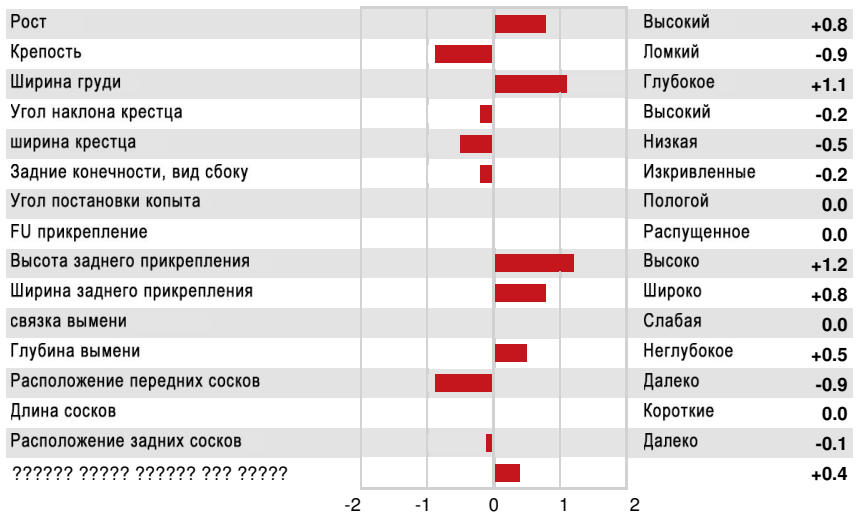 Рост Высокий +0.8
Крепость Ломкий -0.9
Ширина груди Глубокое +1.1
Угол наклона крестца Высокий -0.2
ширина крестца Низкая -0.5
Задние конечности, вид сбоку Изкривленные -0.2
Угол постановки копыта Пологой 0.0
FU прикрепление Распущенное 0.0
Высота заднего прикрепления Высоко +1.2
Ширина заднего прикрепления Широко +0.8
связка вымени Слабая 0.0
Глубина вымени Неглубокое +0.5
Расположение передних сосков Далеко -0.9
Длина сосков Короткие 0.0
Расположение задних сосков Далеко -0.1
?????? ????? ?????? ??? ????? +0.4
-2 -1 0 1 2